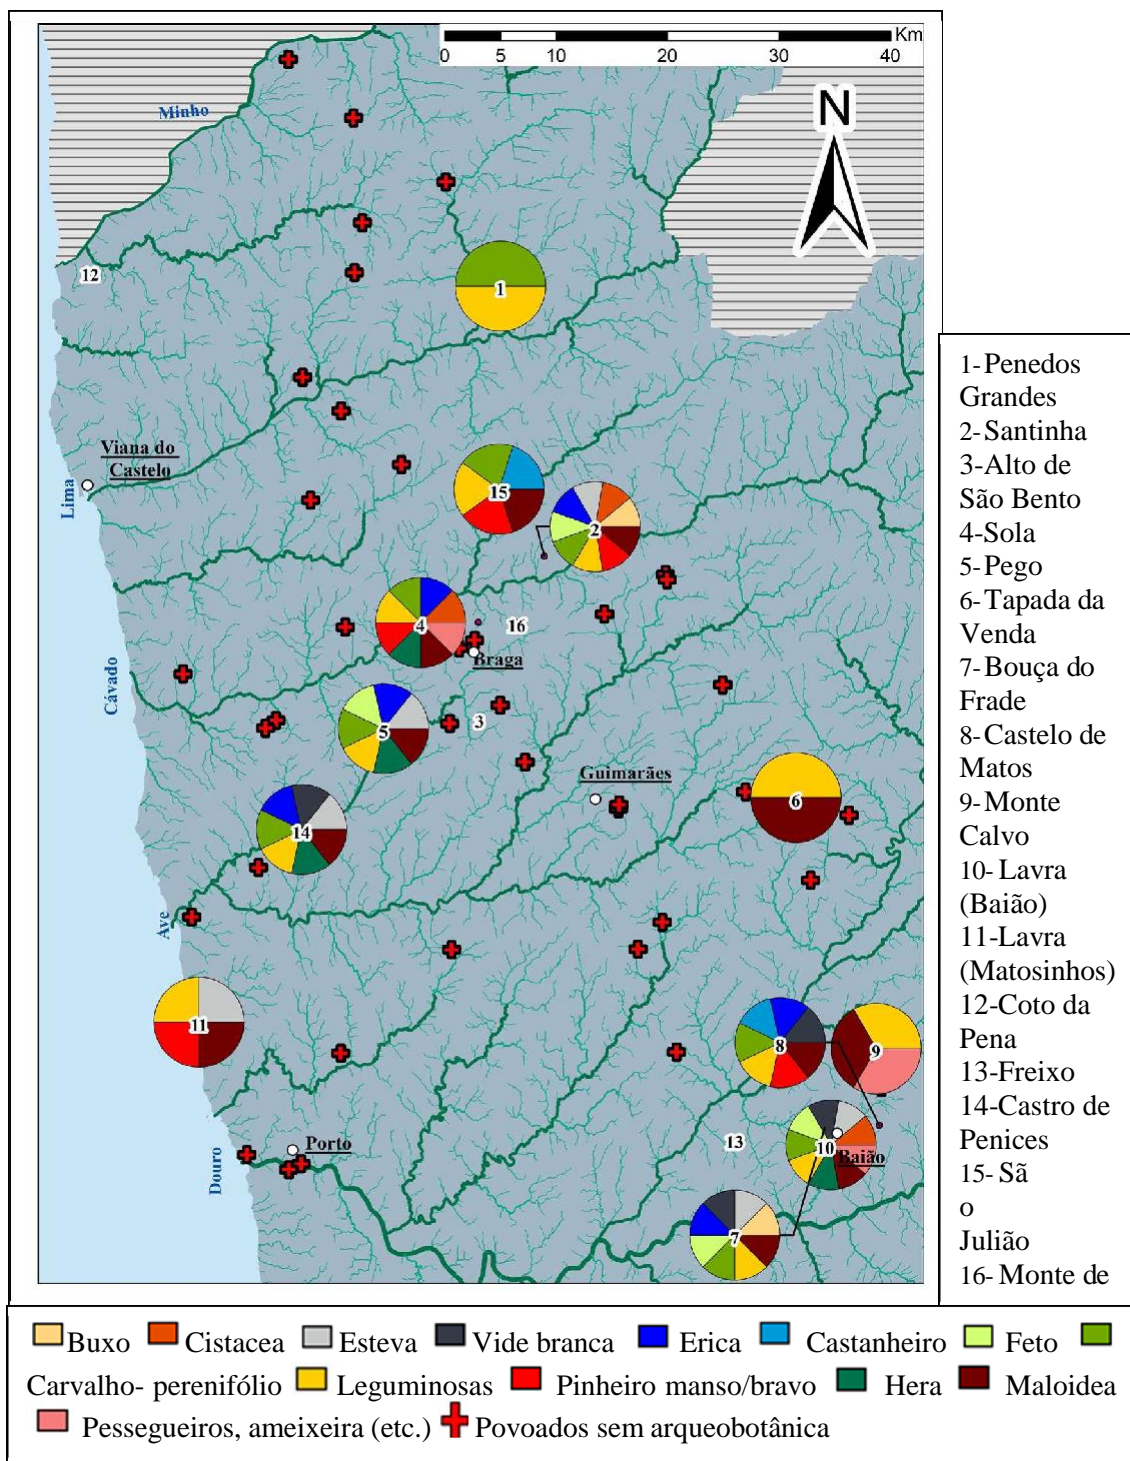 Km
0 5 10 20 30 40
N
Minho
12
1
Viana do
Castelo
Lima
15
2
4
16
Braga
Cávado
5
3
Guimarães
6
14
Ave
11
8
9
13
10
Baião
Porto
Douro
7
1-Penedos
Grandes
2-Santinha
3-Alto de
São Bento
4-Sola
5-Pego
6-Tapada da
Venda
7-Bouça do
Frade
8-Castelo de
Matos
9-Monte
Calvo
10- Lavra
(Baião)
11-Lavra
(Matosinhos)
12-Coto da
Pena
13-Freixo
14-Castro de
Penices
15- Sã
o
Julião
16- Monte de
Buxo Cistacea Esteva Vide branca Erica Castanheiro Feto
Carvalho- perenifólio Leguminosas Pinheiro manso/bravo Hera Maloidea
Pessegueiros, ameixeira (etc.) Povoados sem arqueobotânica